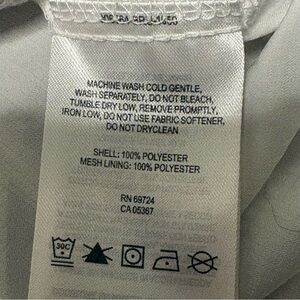 MACHINE WASH COLD GENTLE,
WASH SEPARATELY, DO NOT BLEACH,
TUMBLE DRY LOW, REMOVE PROMPTLY,
IRON LOW, DO NOT USE FABRIC SOFTENER,
DO NOT DRYCLEAN
SHELL: 100% POLYESTER
MESH LINING: 100% POLYESTER
RN 69724
CA 05367
30C